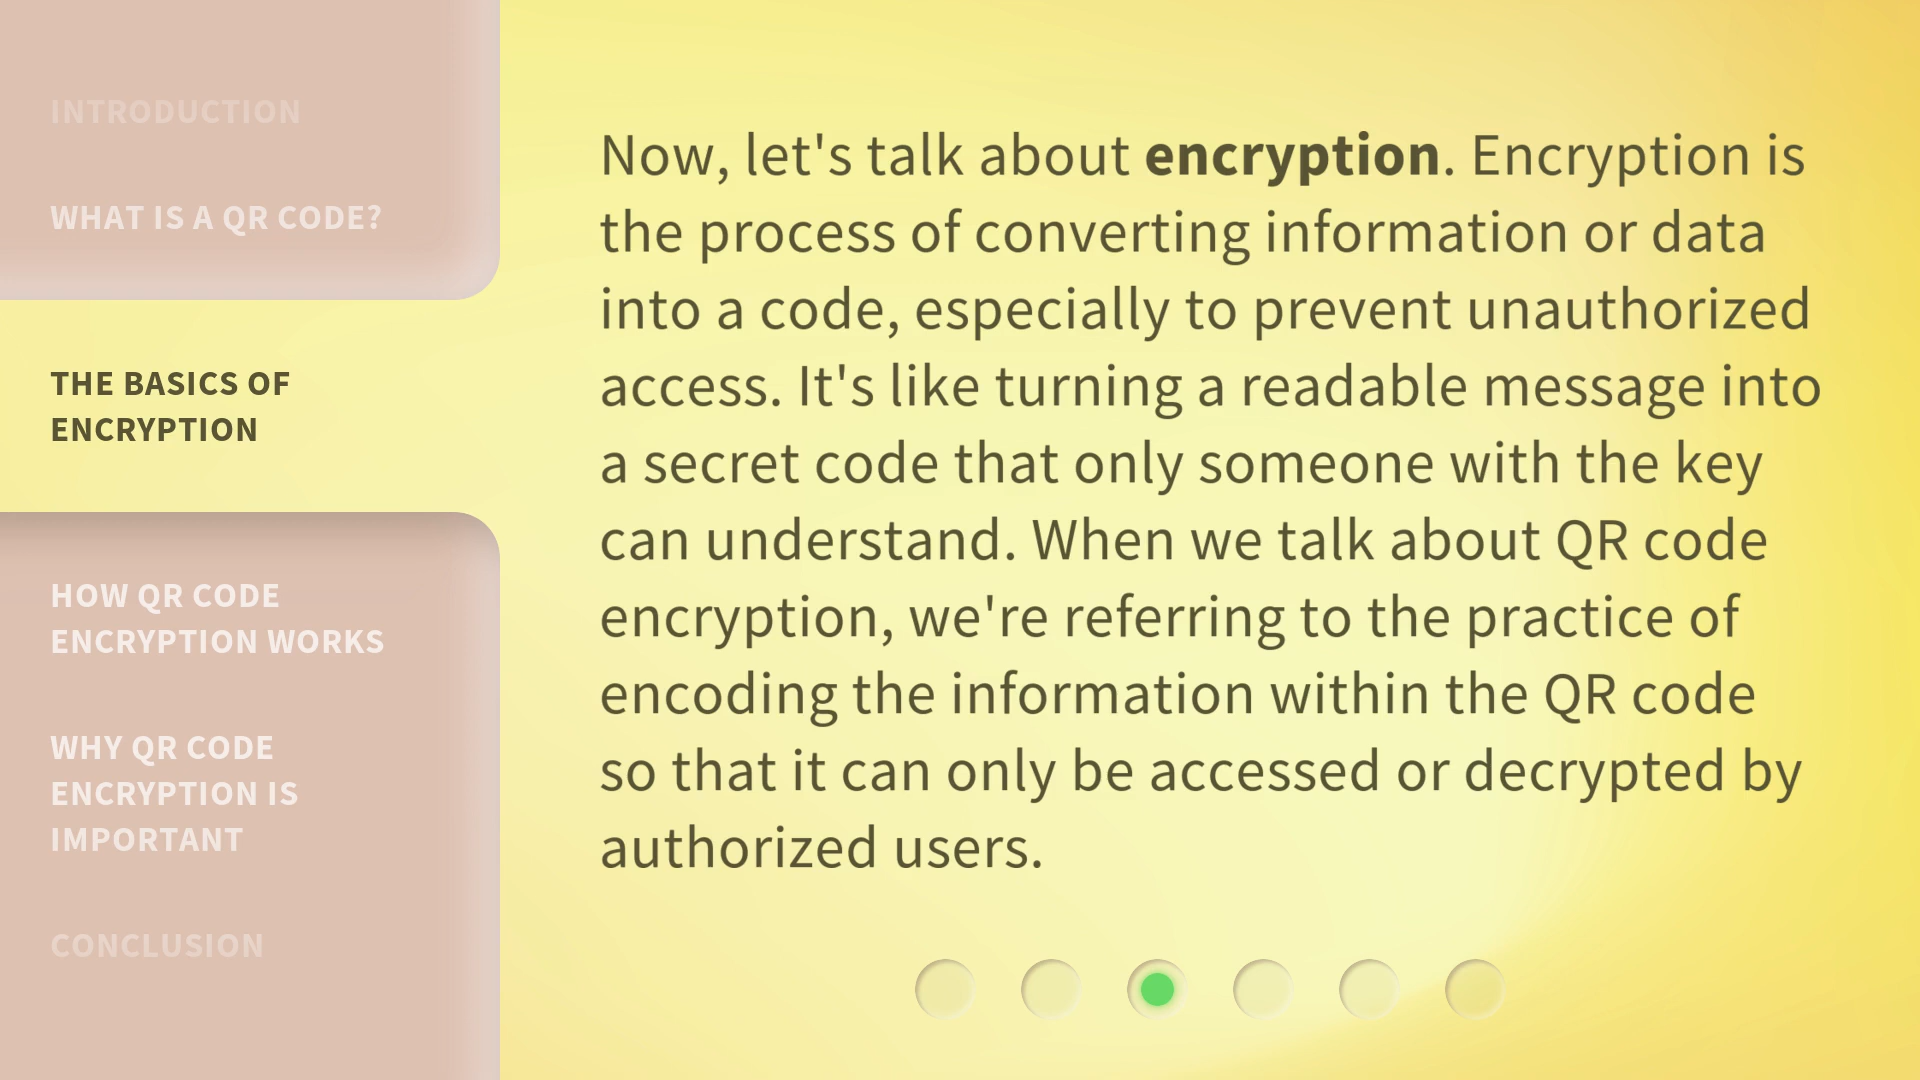 INTRODUCTION
WHAT IS A QR CODE?
THE BASICS OF
ENCRYPTION
HOW QR CODE
ENCRYPTION WORKS
WHY QR CODE
ENCRYPTION IS
IMPORTANT
CONCLUSION
Now, let's talk about encryption. Encryption is
the process of converting information or data
into a code, especially to prevent unauthorized
access. It's like turning a readable message into
a secret code that only someone with the key
can understand. When we talk about QR code
encryption, we're referring to the practice of
encoding the information within the QR code
so that it can only be accessed or decrypted by
authorized users.